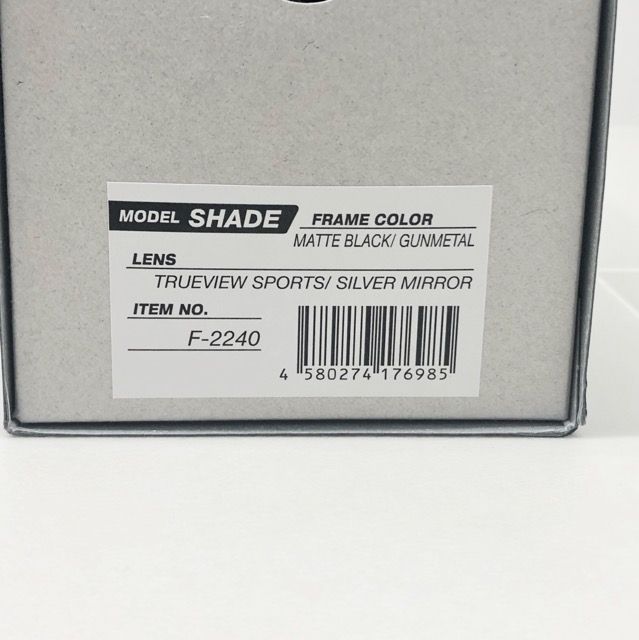 MODEL SHADE FRAME COLOR
MATTE BLACK/ GUNMETAL
LENS
TRUEVIEW SPORTS/ SILVER MIRROR
ITEM NO.
F-2240
4 580274 176985